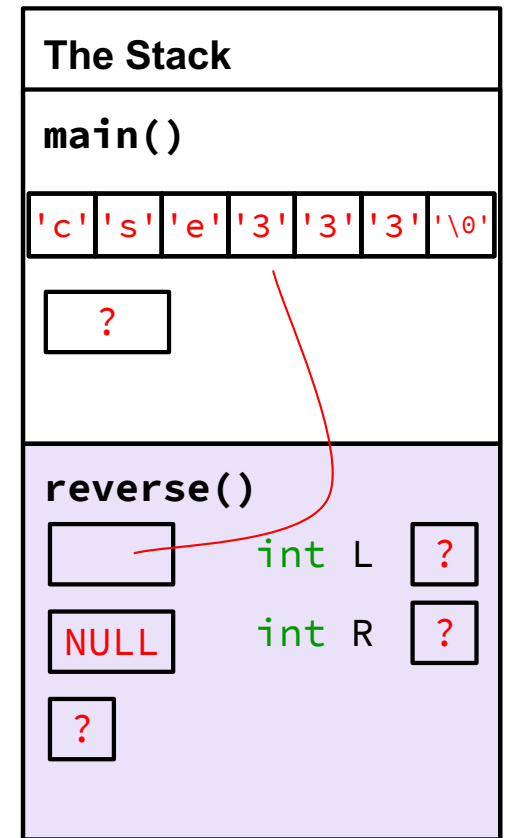 The Stack
main()
'c' 's' 'e' '3' '3' '3' '\0'
?
reverse()
int L ?
NULL int R ?
?